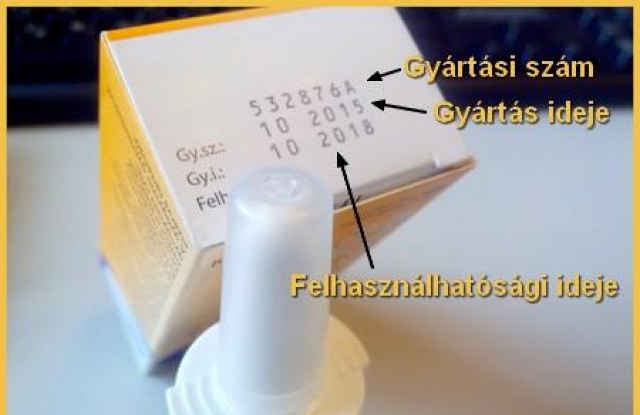 Gyártási szám
532876A
Gyártás ideje
Gy.sz.: 10 2015
Gy.i.: 10 2018
Felh
Felhasználhatósági ideje